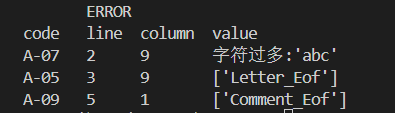 ERROR
code line column value
A-07 2 9 字符过多:'abc'
A-05 3 9 ['Letter_Eof']
A-09 5 1 ['Comment_Eof']